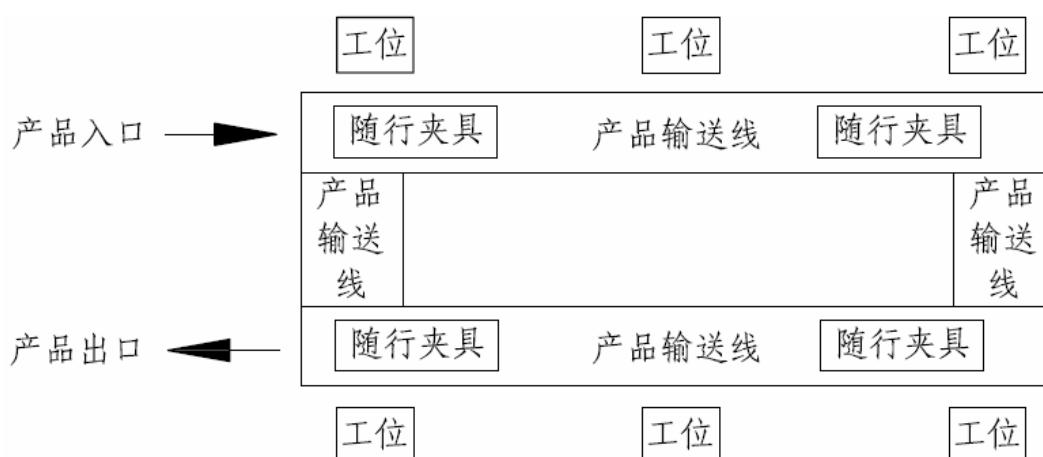 工位 工位 工位
产品入口 随行夹具 产品输送线 随行夹具
产品
输送
线
产品
输送
线
产品出口 随行夹具 产品输送线 随行夹具
工位 工位 工位